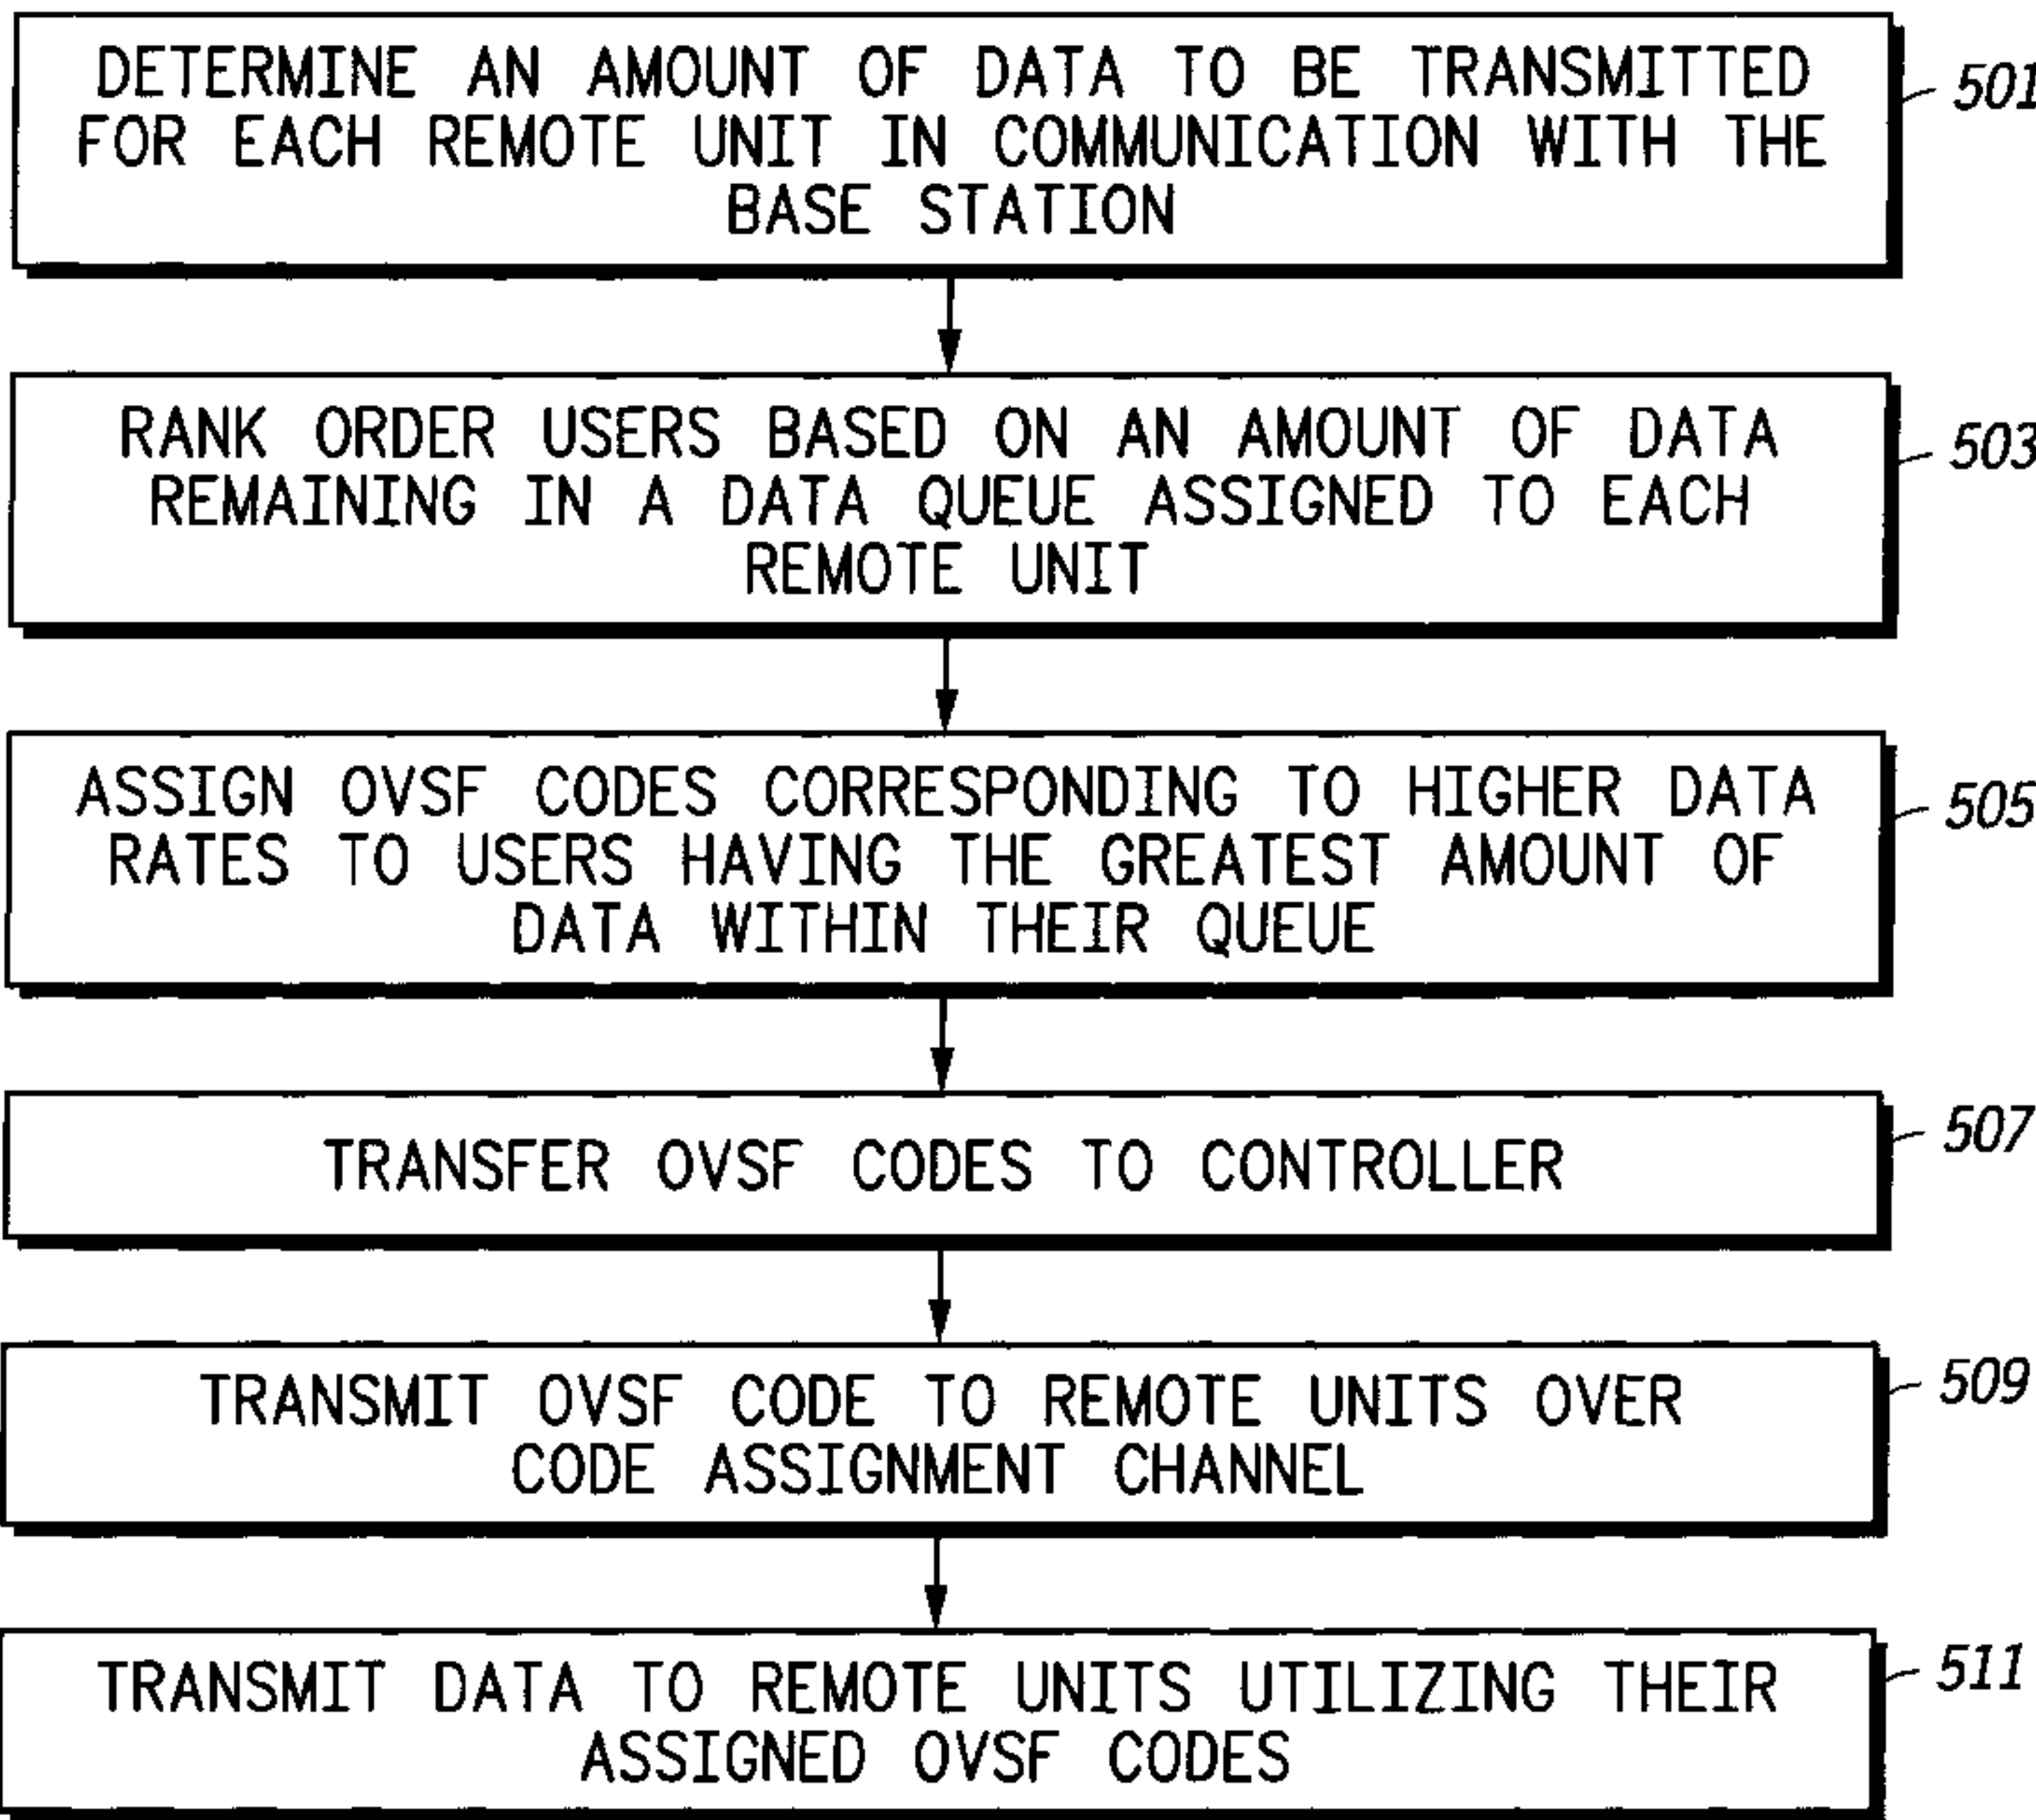 DETERMINE AN AMOUNT OF DATA TO BE TRANSMITTED
FOR EACH REMOTE UNIT IN COMMUNICATION WITH THE
BASE STATION
501
RANK ORDER USERS BASED ON AN AMOUNT OF DATA
REMAINING IN A DATA QUEUE ASSIGNED TO EACH
REMOTE UNIT
503
ASSIGN OVSF CODES CORRESPONDING TO HIGHER DATA
RATES TO USERS HAVING THE GREATEST AMOUNT OF
DATA WITHIN THEIR QUEUE
505
TRANSFER OVSF CODES TO CONTROLLER
507
TRANSMIT OVSF CODE TO REMOTE UNITS OVER
CODE ASSIGNMENT CHANNEL
509
TRANSMIT DATA TO REMOTE UNITS UTILIZING THEIR
ASSIGNED OVSF CODES
511